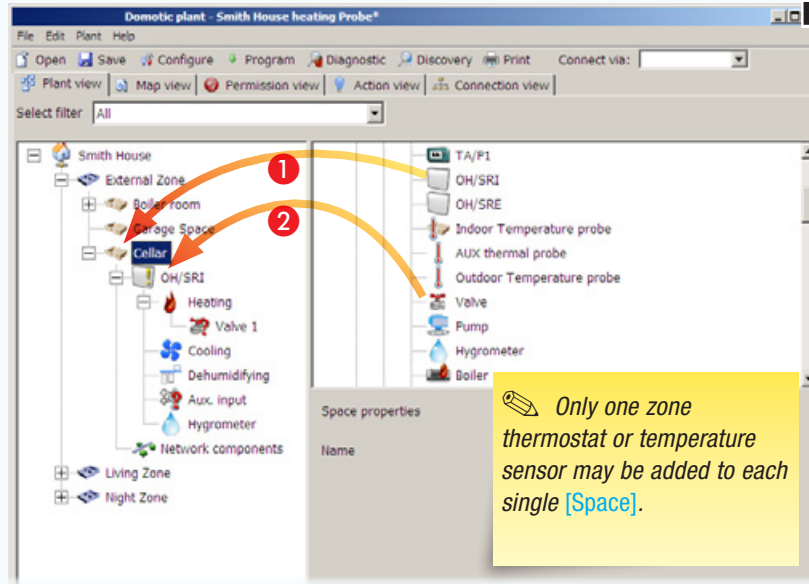 Domotic plant - Smith House heating Probe*
File Edit Plant Help
Open Save Configure Program Diagnostic Discovery Print Connect via:
Plant view Map view Permission view Action view Connection view
Select filter All
Smith House
External Zone
Boiler room
Garage Space
Cellar
OH/SRI
Heating
Valve 1
Cooling
Dehumidifying
Aux. input
Hygrometer
Network components
Living Zone
Night Zone
1
2
TA/P1
OH/SRI
OH/SRE
Indoor Temperature probe
AUX thermal probe
Outdoor Temperature probe
Valve
Pump
Hygrometer
Boiler
Space properties
Name
Only one zone
thermostat or temperature
sensor may be added to each
single [Space].